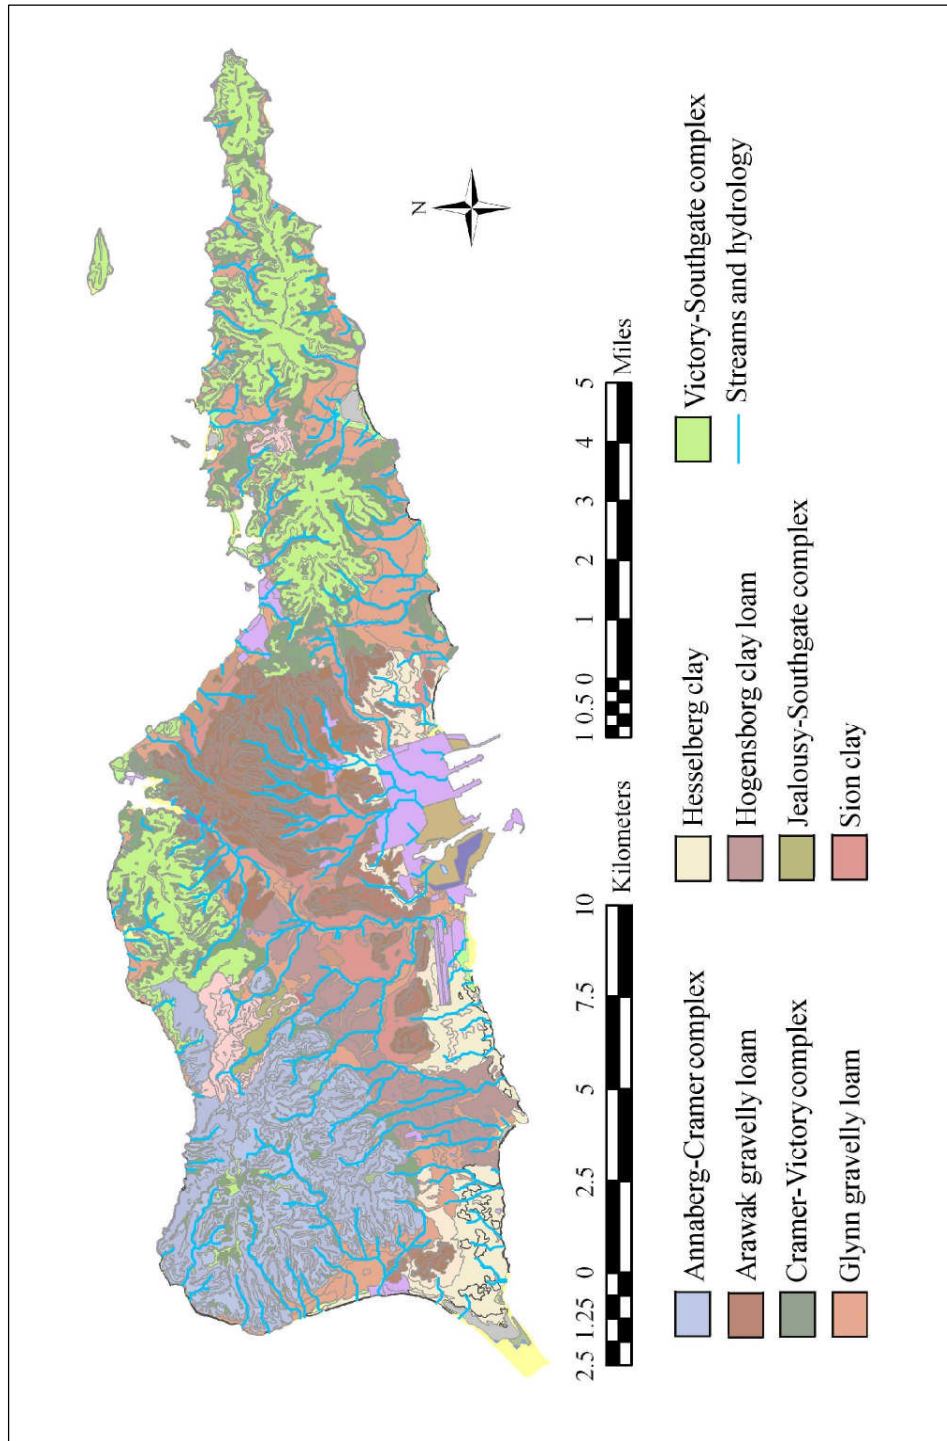 N
2.5 1.25 0 2.5 5 7.5 10
Kilometers
1 0.5 0 1 2 3 4 5
Miles
Annaberg-Cramer complex
Arawak gravelly loam
Cramer-Victory complex
Glynn gravelly loam
Hesselberg clay
Hogensborg clay loam
Jealousy-Southgate complex
Sion clay
Victory-Southgate complex
Streams and hydrology